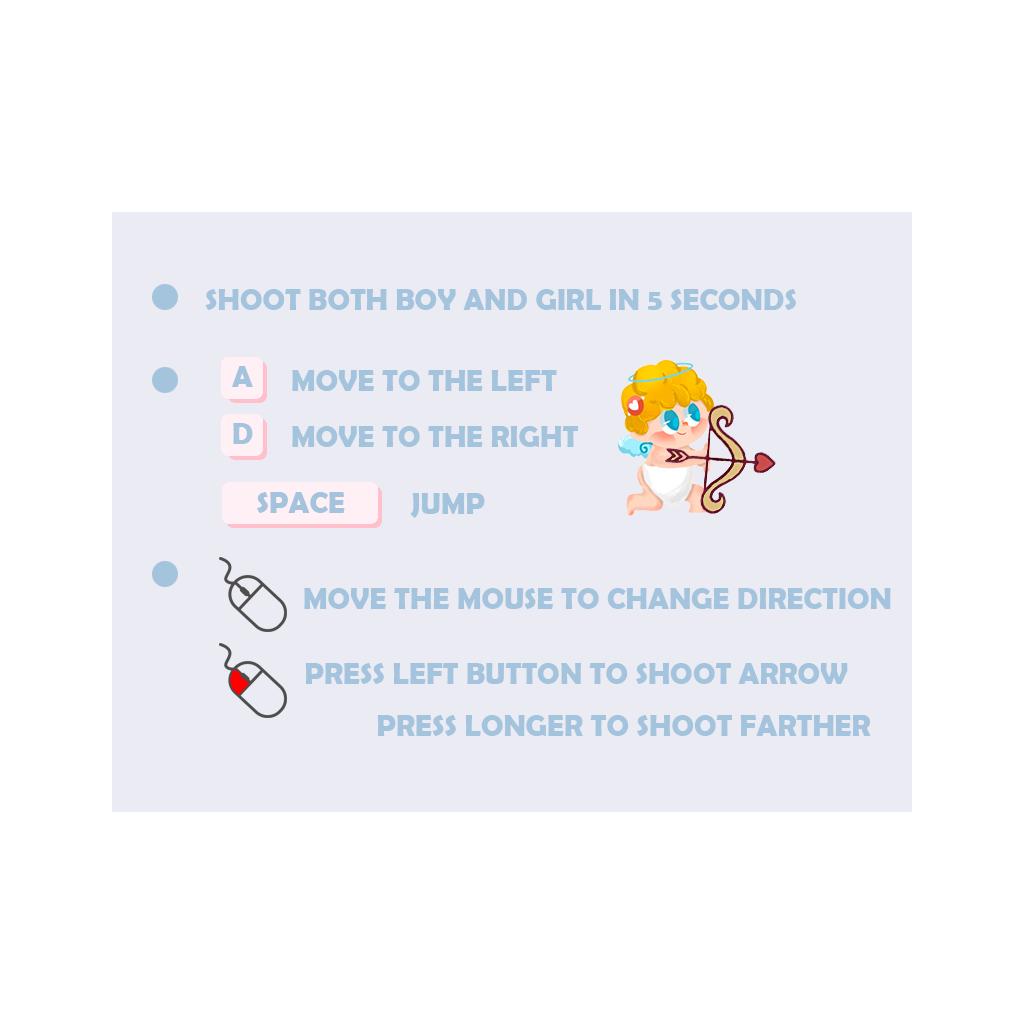 SHOOT BOTH BOY AND GIRL IN 5 SECONDS
A MOVE TO THE LEFT
D MOVE TO THE RIGHT
SPACE JUMP
MOVE THE MOUSE TO CHANGE DIRECTION
PRESS LEFT BUTTON TO SHOOT ARROW
PRESS LONGER TO SHOOT FARTHER